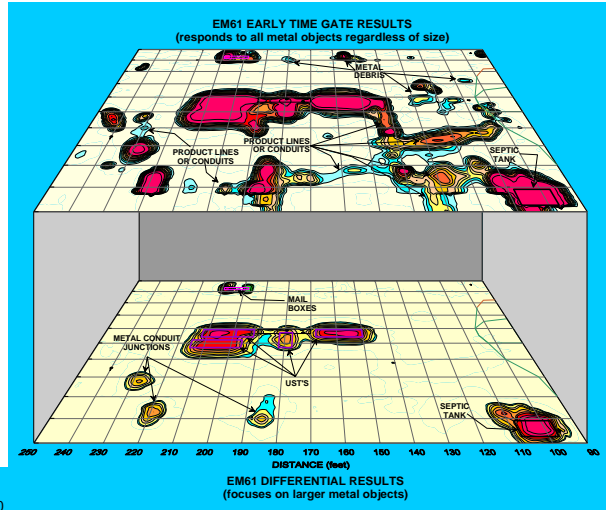 EM61 EARLY TIME GATE RESULTS
(responds to all metal objects regardless of size)
METAL
DEBRIS
PRODUCT LINES
OR CONDUITS
PRODUCT LINES
OR CONDUITS
SEPTIC
TANK
MAIL
BOXES
METAL CONDUIT
JUNCTIONS
UST'S
SEPTIC
TANK
260 250 240 230 220 210 200 190 180 170 160 150 140 130 120 110 100 90
DISTANCE (feet)
EM61 DIFFERENTIAL RESULTS
(focuses on larger metal objects)